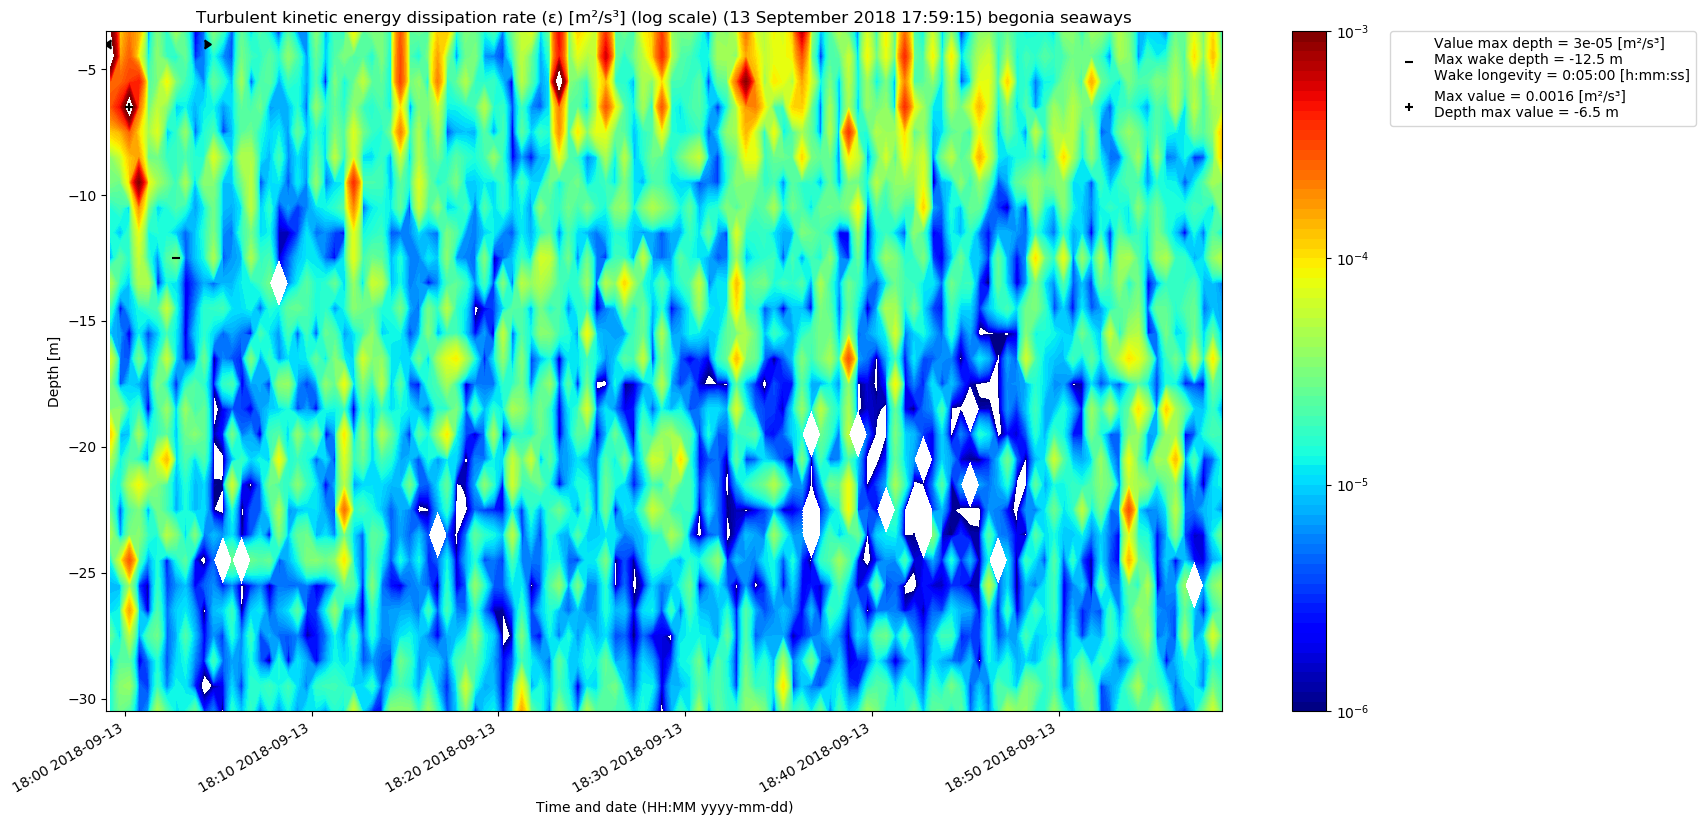 Turbulent kinetic energy dissipation rate (ε) [m²/s³] (log scale) (13 September 2018 17:59:15) begonia seaways
Depth [m]
−5
−10
−15
−20
−25
−30
18:00 2018-09-13
18:10 2018-09-13
18:20 2018-09-13
18:30 2018-09-13
18:40 2018-09-13
18:50 2018-09-13
Time and date (HH:MM yyyy-mm-dd)
10⁻³
10⁻⁴
10⁻⁵
10⁻⁶
Value max depth = 3e-05 [m²/s³]
Max wake depth = -12.5 m
Wake longevity = 0:05:00 [h:mm:ss]
Max value = 0.0016 [m²/s³]
Depth max value = -6.5 m